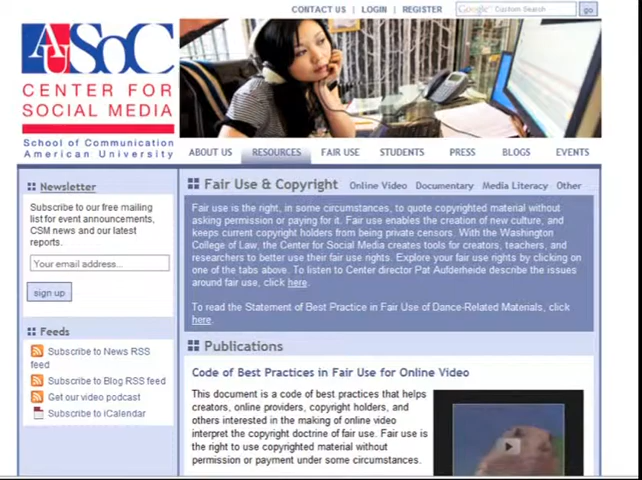 CONTACT US | LOGIN | REGISTER
Google Custom Search
go
AUSOC
CENTER FOR
SOCIAL MEDIA
School of Communication
American University
ABOUT US RESOURCES FAIR USE STUDENTS PRESS BLOGS EVENTS
Newsletter
Subscribe to our free mailing
list for event announcements,
CSM news and our latest
reports.
Your email address...
sign up
Feeds
Subscribe to News RSS
feed
Subscribe to Blog RSS feed
Get our video podcast
Subscribe to iCalendar
Fair Use & Copyright Online Video Documentary Media Literacy Other
Fair use is the right, in some circumstances, to quote copyrighted material without
asking permission or paying for it. Fair use enables the creation of new culture, and
keeps current copyright holders from being private censors. With the Washington
College of Law, the Center for Social Media creates tools for creators, teachers, and
researchers to better use their fair use rights. Explore your fair use rights by clicking on
one of the tabs above. To listen to Center director Pat Aufderheide describe the issues
around fair use, click here.
To read the Statement of Best Practice in Fair Use of Dance-Related Materials, click
here.
Publications
Code of Best Practices in Fair Use for Online Video
This document is a code of best practices that helps
creators, online providers, copyright holders, and
others interested in the making of online video
interpret the copyright doctrine of fair use. Fair use is
the right to use copyrighted material without
permission or payment under some circumstances.